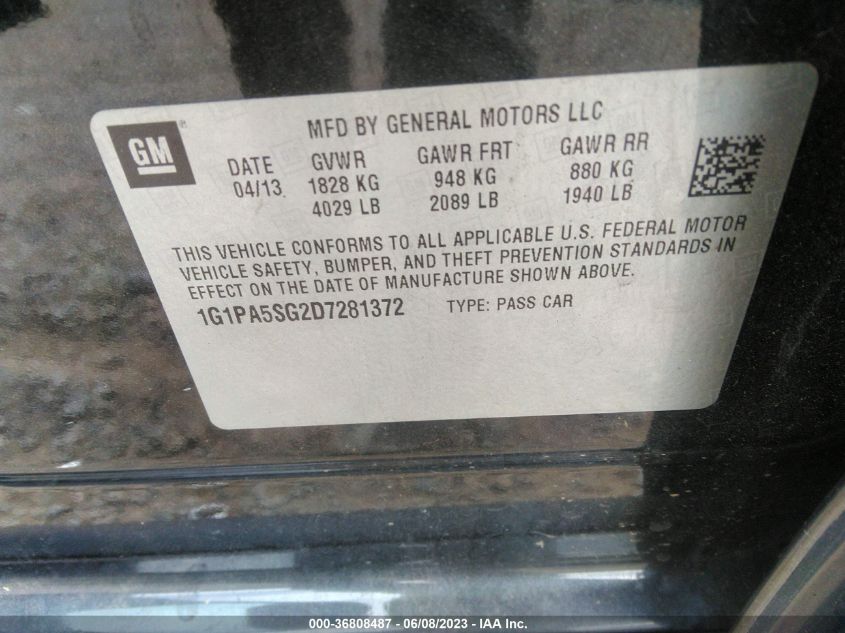 GM
®
MFD BY GENERAL MOTORS LLC
DATE GVWR GAWR FRT GAWR RR
04/13 1828 KG 948 KG 880 KG
4029 LB 2089 LB 1940 LB
THIS VEHICLE CONFORMS TO ALL APPLICABLE U.S. FEDERAL MOTOR
VEHICLE SAFETY, BUMPER, AND THEFT PREVENTION STANDARDS IN
EFFECT ON THE DATE OF MANUFACTURE SHOWN ABOVE.
1G1PA5SG2D7281372 TYPE: PASS CAR
000-36808487 - 06/08/2023 - IAA Inc.